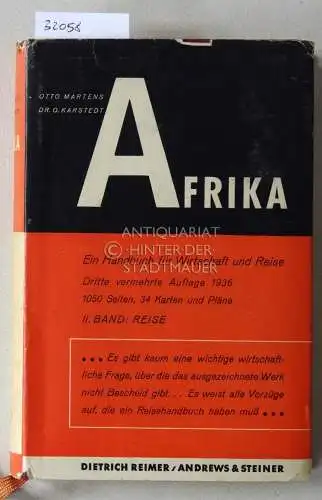 32058
OTTO MARTENS
DR. O. KARSTEDT
AFRIKA
ANTIQUARIAT
·HINTER·DER·
STADTMAUER
Ein Handbuch für Wirtschaft und Reise
Dritte vermehrte Auflage 1936
1050 Seiten, 34 Karten und Pläne
II. BAND: REISE
... Es gibt kaum eine wichtige wirtschaft-
liche Frage, über die das ausgezeichnete Werk
nicht Bescheid gibt... Es weist alle Vorzüge
auf, die ein Reisehandbuch haben muß ...
DIETRICH REIMER/ANDREWS & STEINER
A